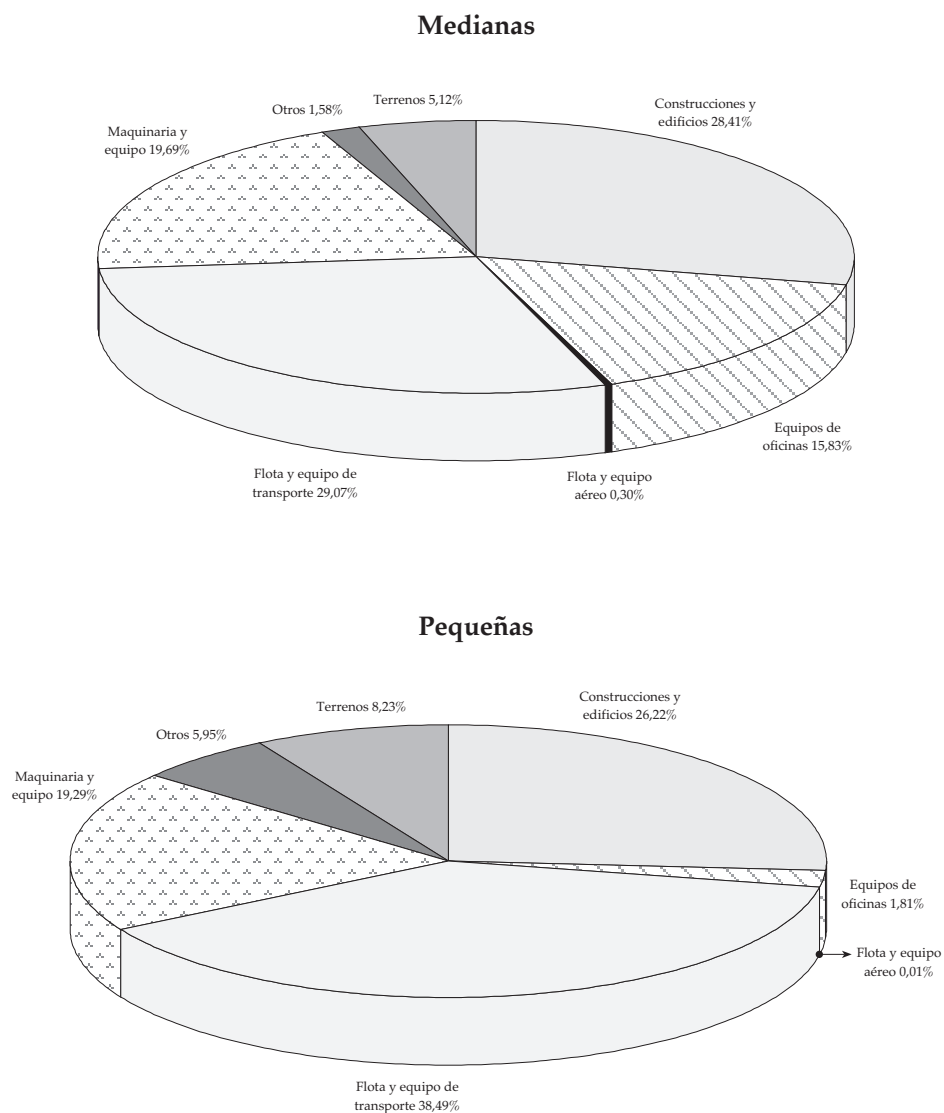 Medianas
Otros 1,58%
Terrenos 5,12%
Construcciones y
edificios 28,41%
Maquinaria y
equipo 19,69%
Equipos de
oficinas 15,83%
Flota y equipo de
transporte 29,07%
Flota y equipo
aéreo 0,30%
Pequeñas
Construcciones y
edificios 26,22%
Terrenos 8,23%
Otros 5,95%
Maquinaria y
equipo 19,29%
Equipos de
oficinas 1,81%
Flota y equipo
aéreo 0,01%
Flota y equipo de
transporte 38,49%